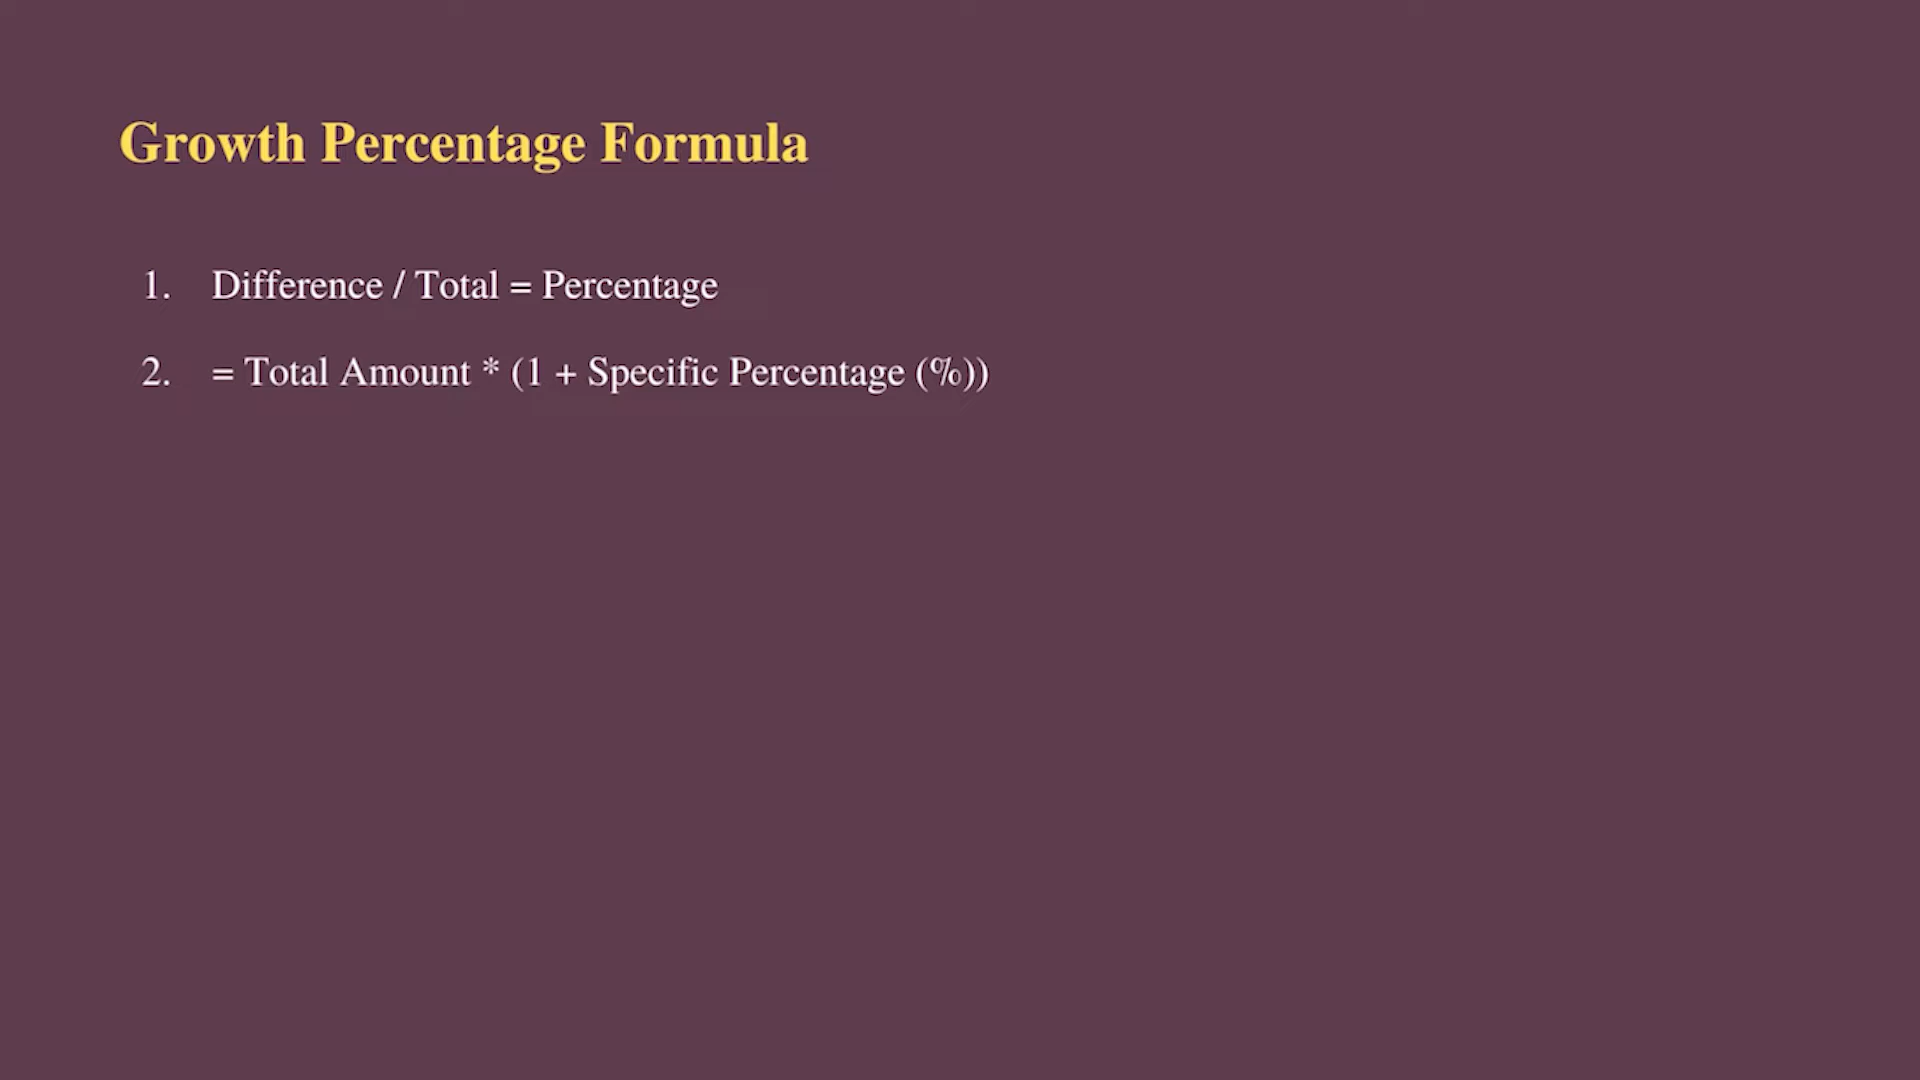 Growth Percentage Formula
1. Difference / Total = Percentage
2. = Total Amount * (1 + Specific Percentage (%))